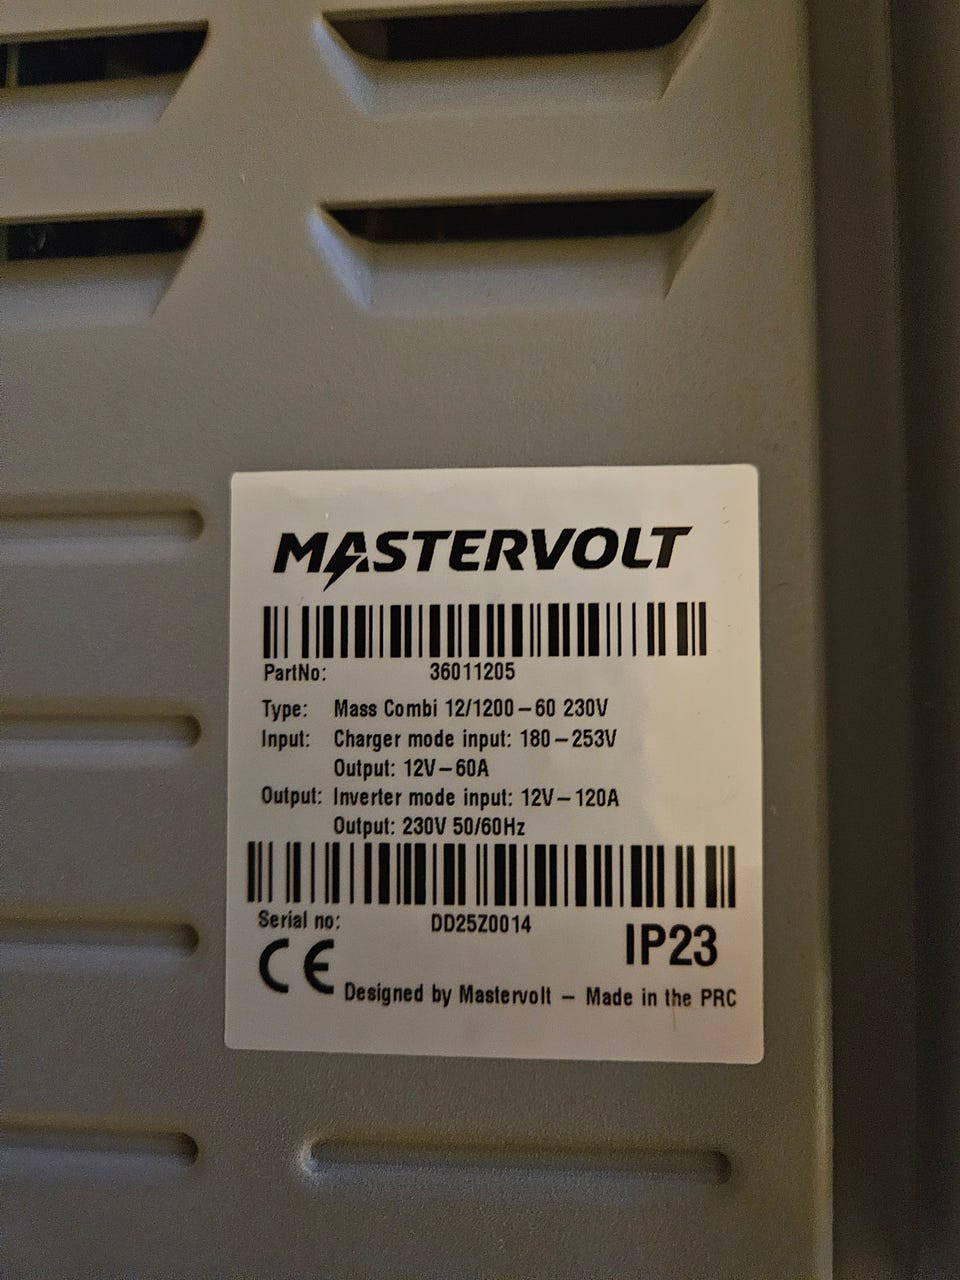 MASTERVOLT
PartNo: 36011205
Type: Mass Combi 12/1200–60 230V
Input: Charger mode input: 180–253V
Output: 12V–60A
Output: Inverter mode input: 12V–120A
Output: 230V 50/60Hz
Serial no: DD25Z0014
IP23
CE
Designed by Mastervolt – Made in the PRC